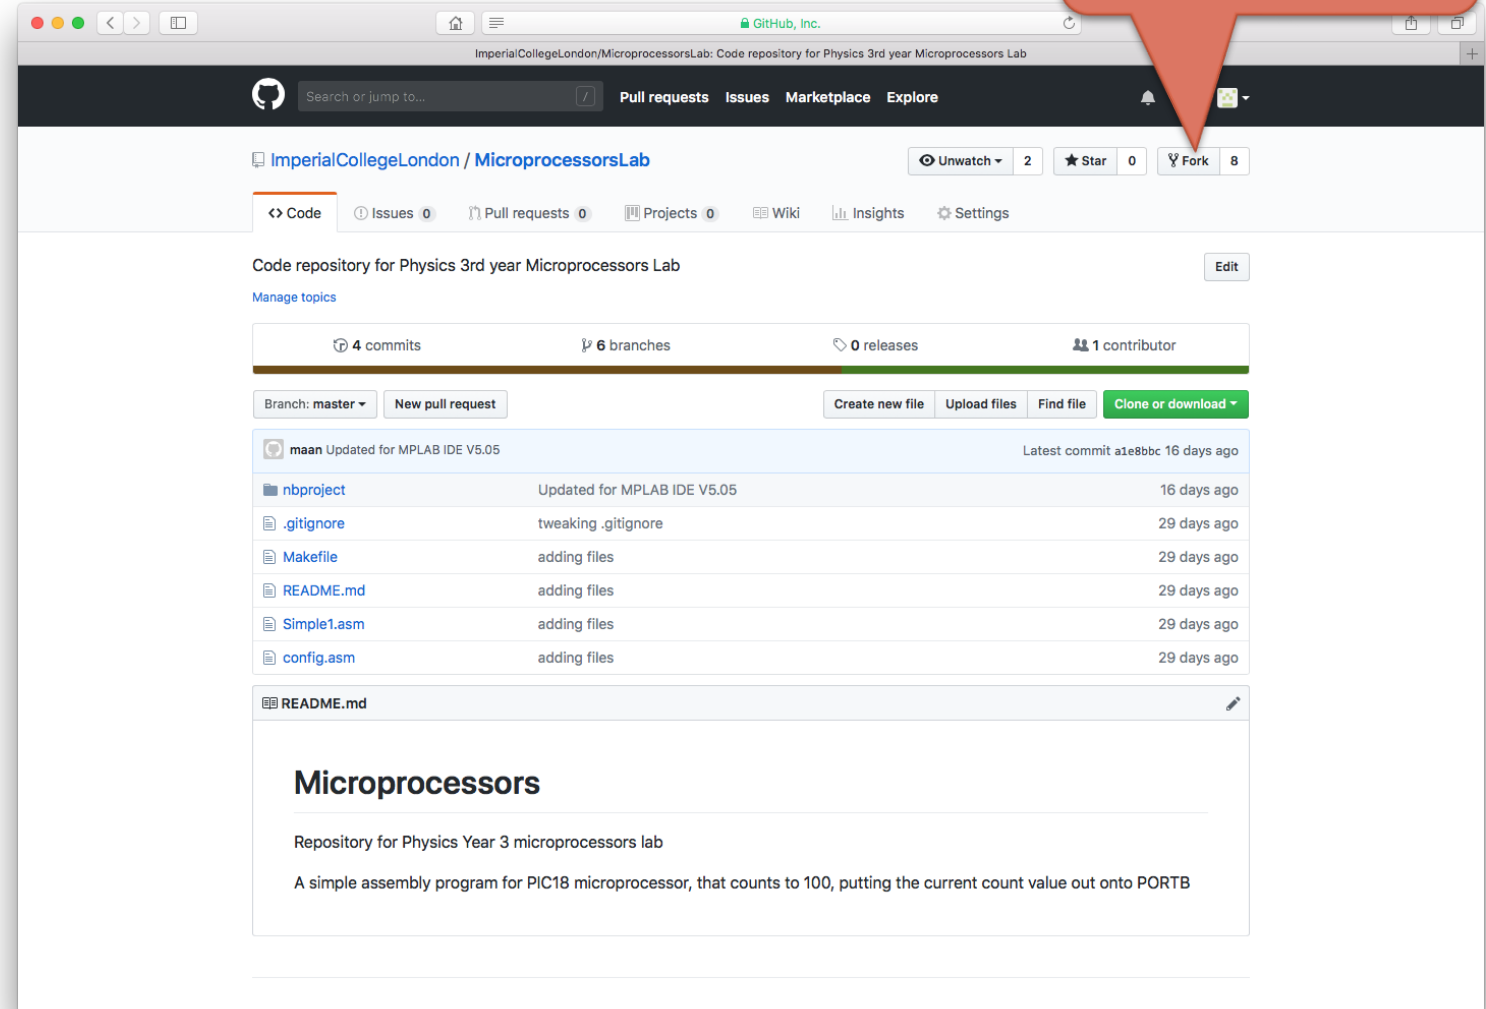 GitHub, Inc.
ImperialCollegeLondon/MicroprocessorsLab: Code repository for Physics 3rd year Microprocessors Lab
Search or jump to... / Pull requests Issues Marketplace Explore
ImperialCollegeLondon / MicroprocessorsLab Unwatch 2 Star 0 Fork 8
Code Issues 0 Pull requests 0 Projects 0 Wiki Insights Settings
Code repository for Physics 3rd year Microprocessors Lab Edit
Manage topics
4 commits 6 branches 0 releases 1 contributor
Branch: master New pull request Create new file Upload files Find file Clone or download
maan Updated for MPLAB IDE V5.05 Latest commit a1e8bbc 16 days ago
nbproject Updated for MPLAB IDE V5.05 16 days ago
.gitignore tweaking .gitignore 29 days ago
Makefile adding files 29 days ago
README.md adding files 29 days ago
Simple1.asm adding files 29 days ago
config.asm adding files 29 days ago
README.md
Microprocessors
Repository for Physics Year 3 microprocessors lab
A simple assembly program for PIC18 microprocessor, that counts to 100, putting the current count value out onto PORTB